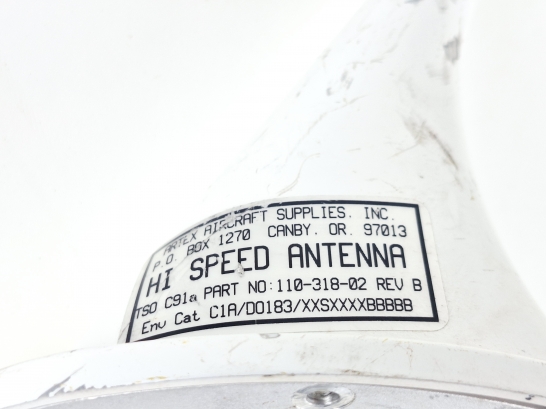 ARTEX AIRCRAFT SUPPLIES, INC.
P.O. BOX 1270 CANBY, OR. 97013
HI SPEED ANTENNA
TSO C91a PART NO:110-318-02 REV B
Env Cat C1A/DO183/XXSXXXXBBBBB